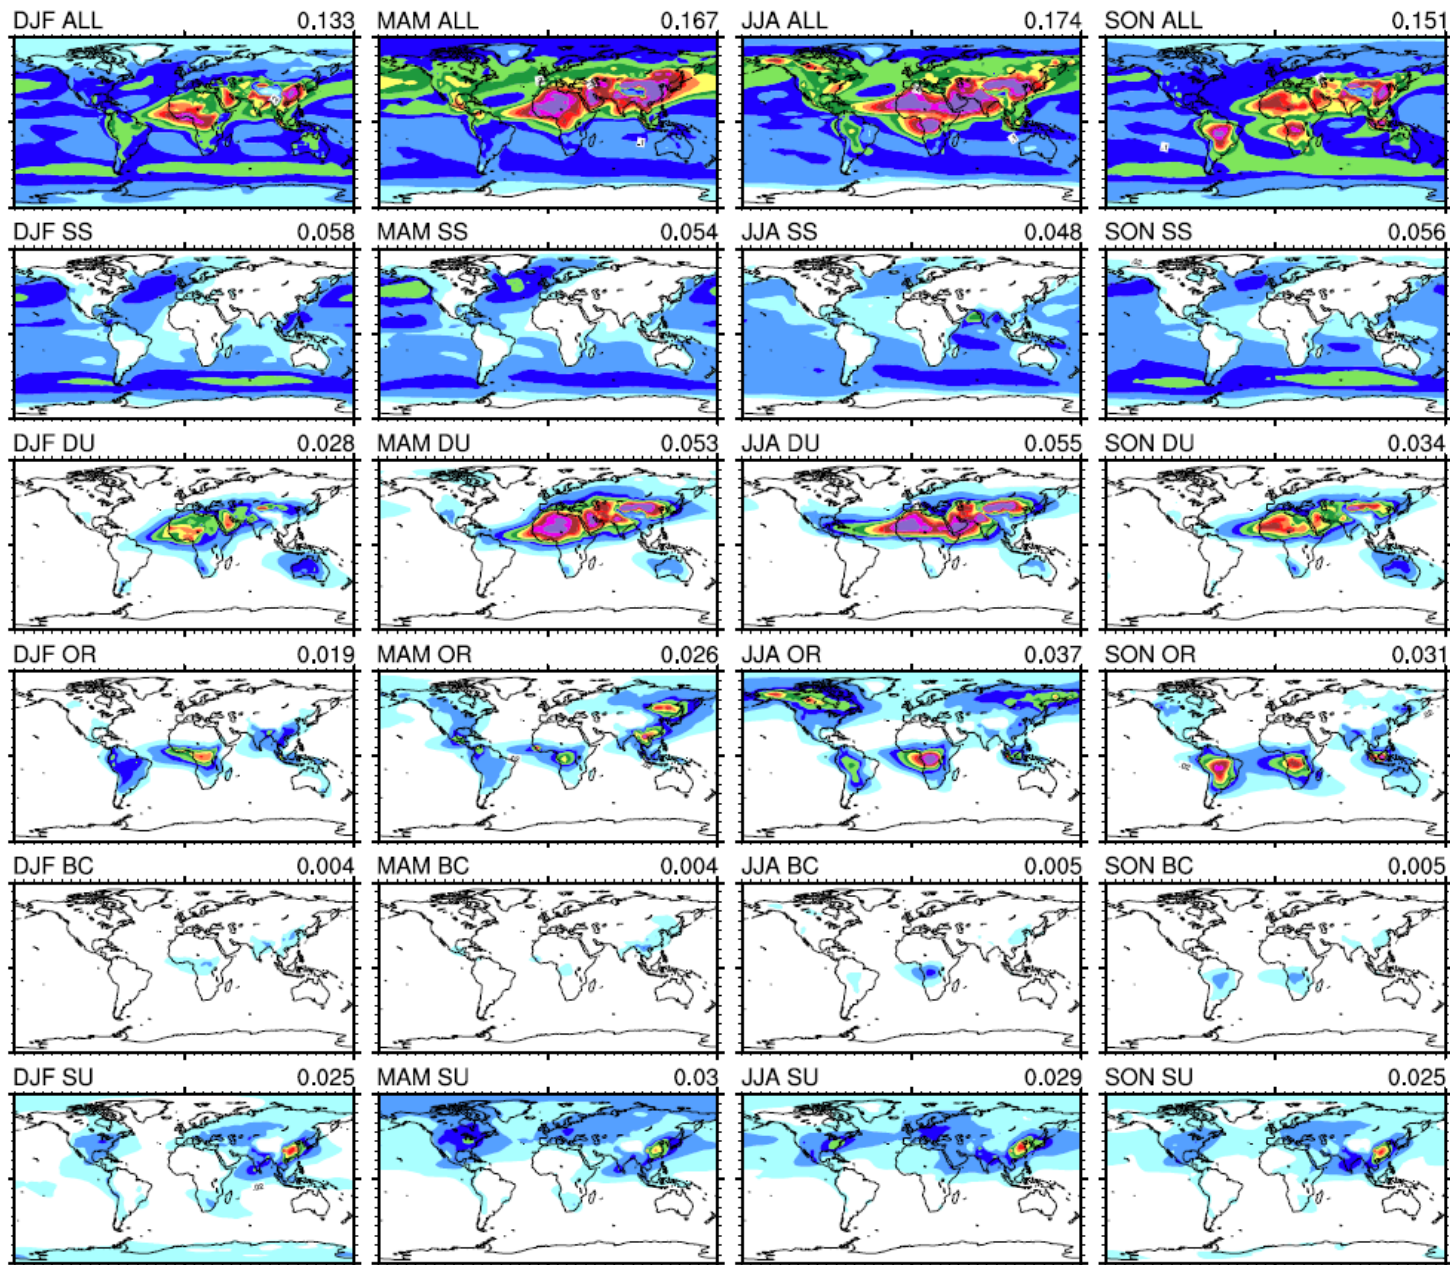 DJF ALL 0.133 MAM ALL 0.167 JJA ALL 0.174 SON ALL 0.151
DJF SS 0.058 MAM SS 0.054 JJA SS 0.048 SON SS 0.056
DJF DU 0.028 MAM DU 0.053 JJA DU 0.055 SON DU 0.034
DJF OR 0.019 MAM OR 0.026 JJA OR 0.037 SON OR 0.031
DJF BC 0.004 MAM BC 0.004 JJA BC 0.005 SON BC 0.005
DJF SU 0.025 MAM SU 0.03 JJA SU 0.029 SON SU 0.025